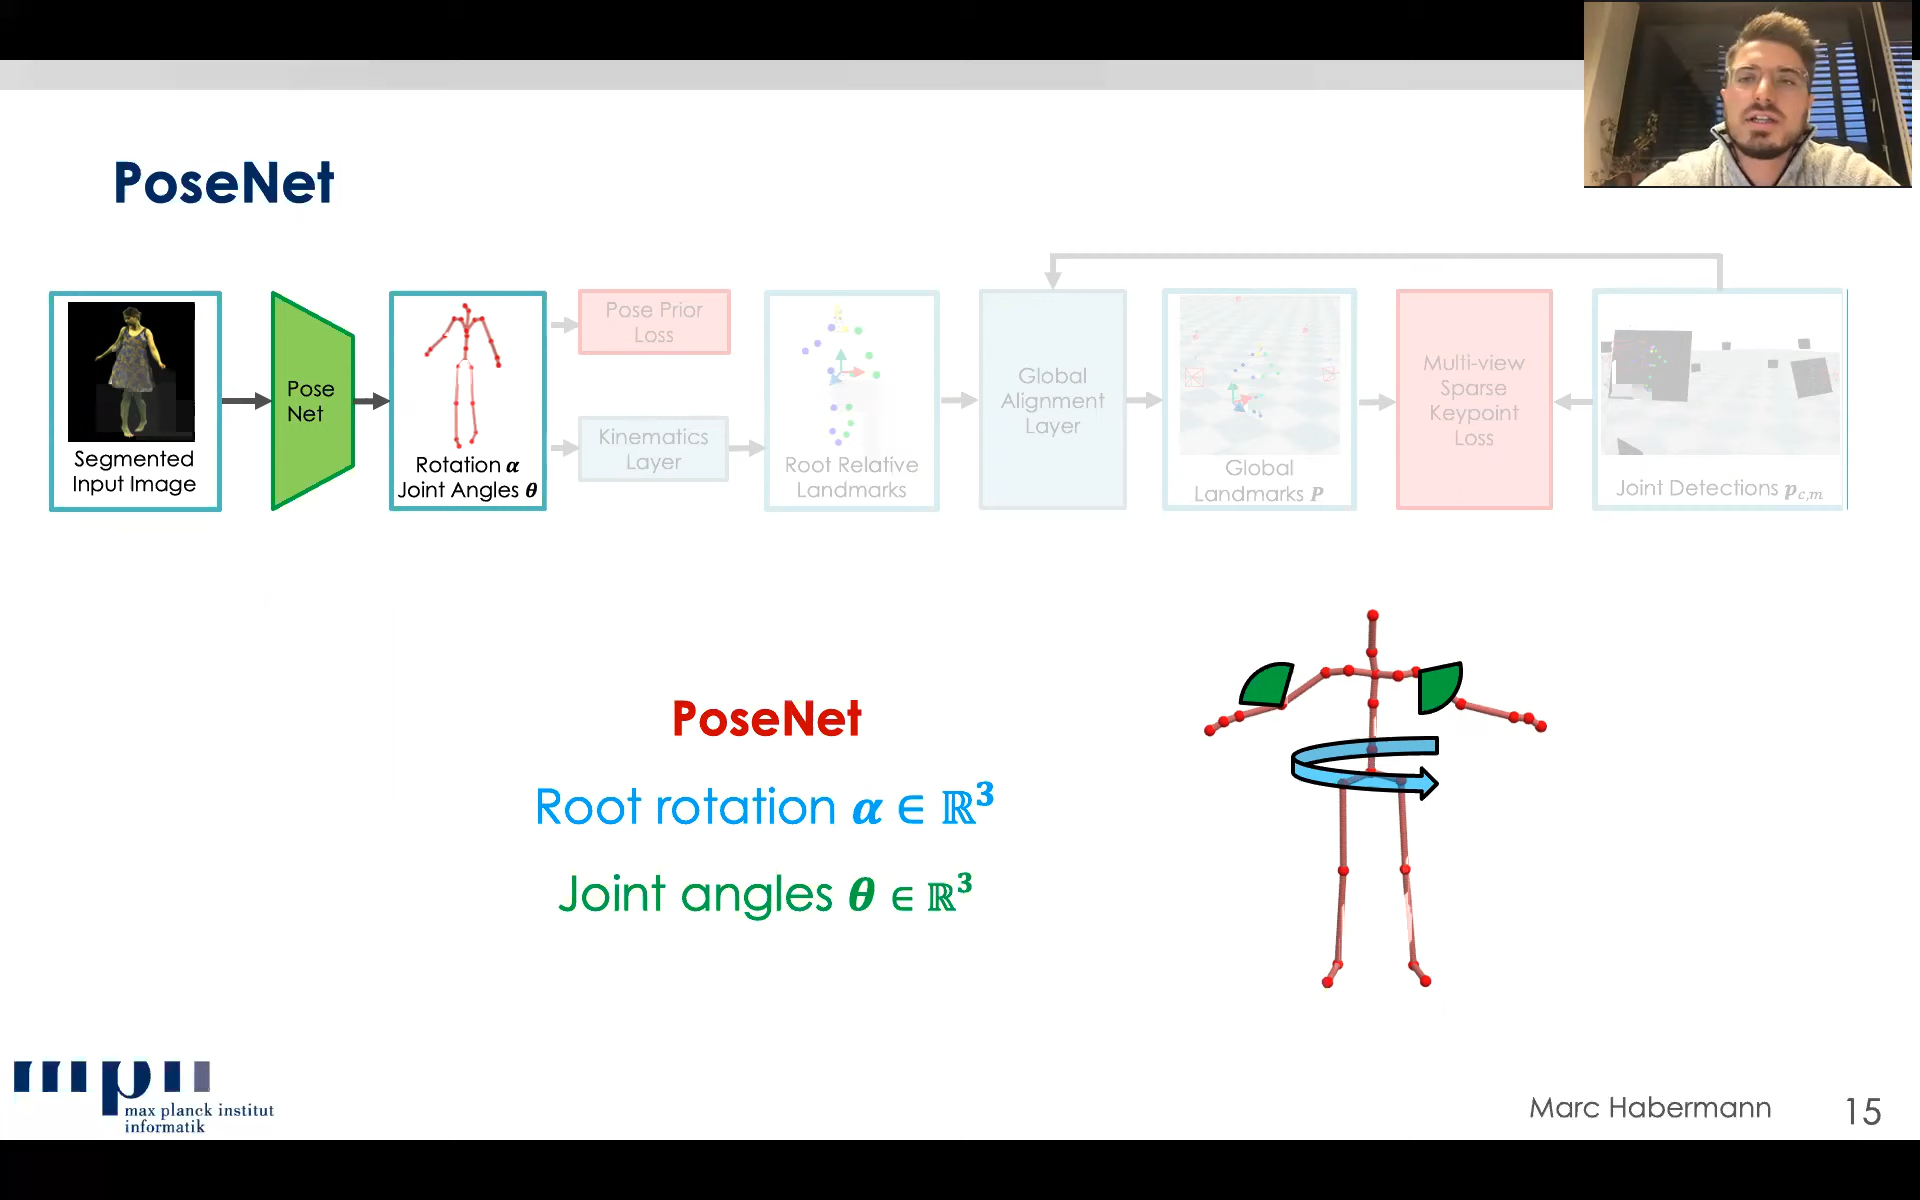 PoseNet
Segmented
Input Image
Pose
Net
Rotation α
Joint Angles θ
Pose Prior
Loss
Kinematics
Layer
Root Relative
Landmarks
Global
Alignment
Layer
Global
Landmarks P
Multi-view
Sparse
Keypoint
Loss
Joint Detections p_{c,m}
PoseNet
Root rotation α ∈ ℝ³
Joint angles θ ∈ ℝ³
mpii
max planck institut
informatik
Marc Habermann
15